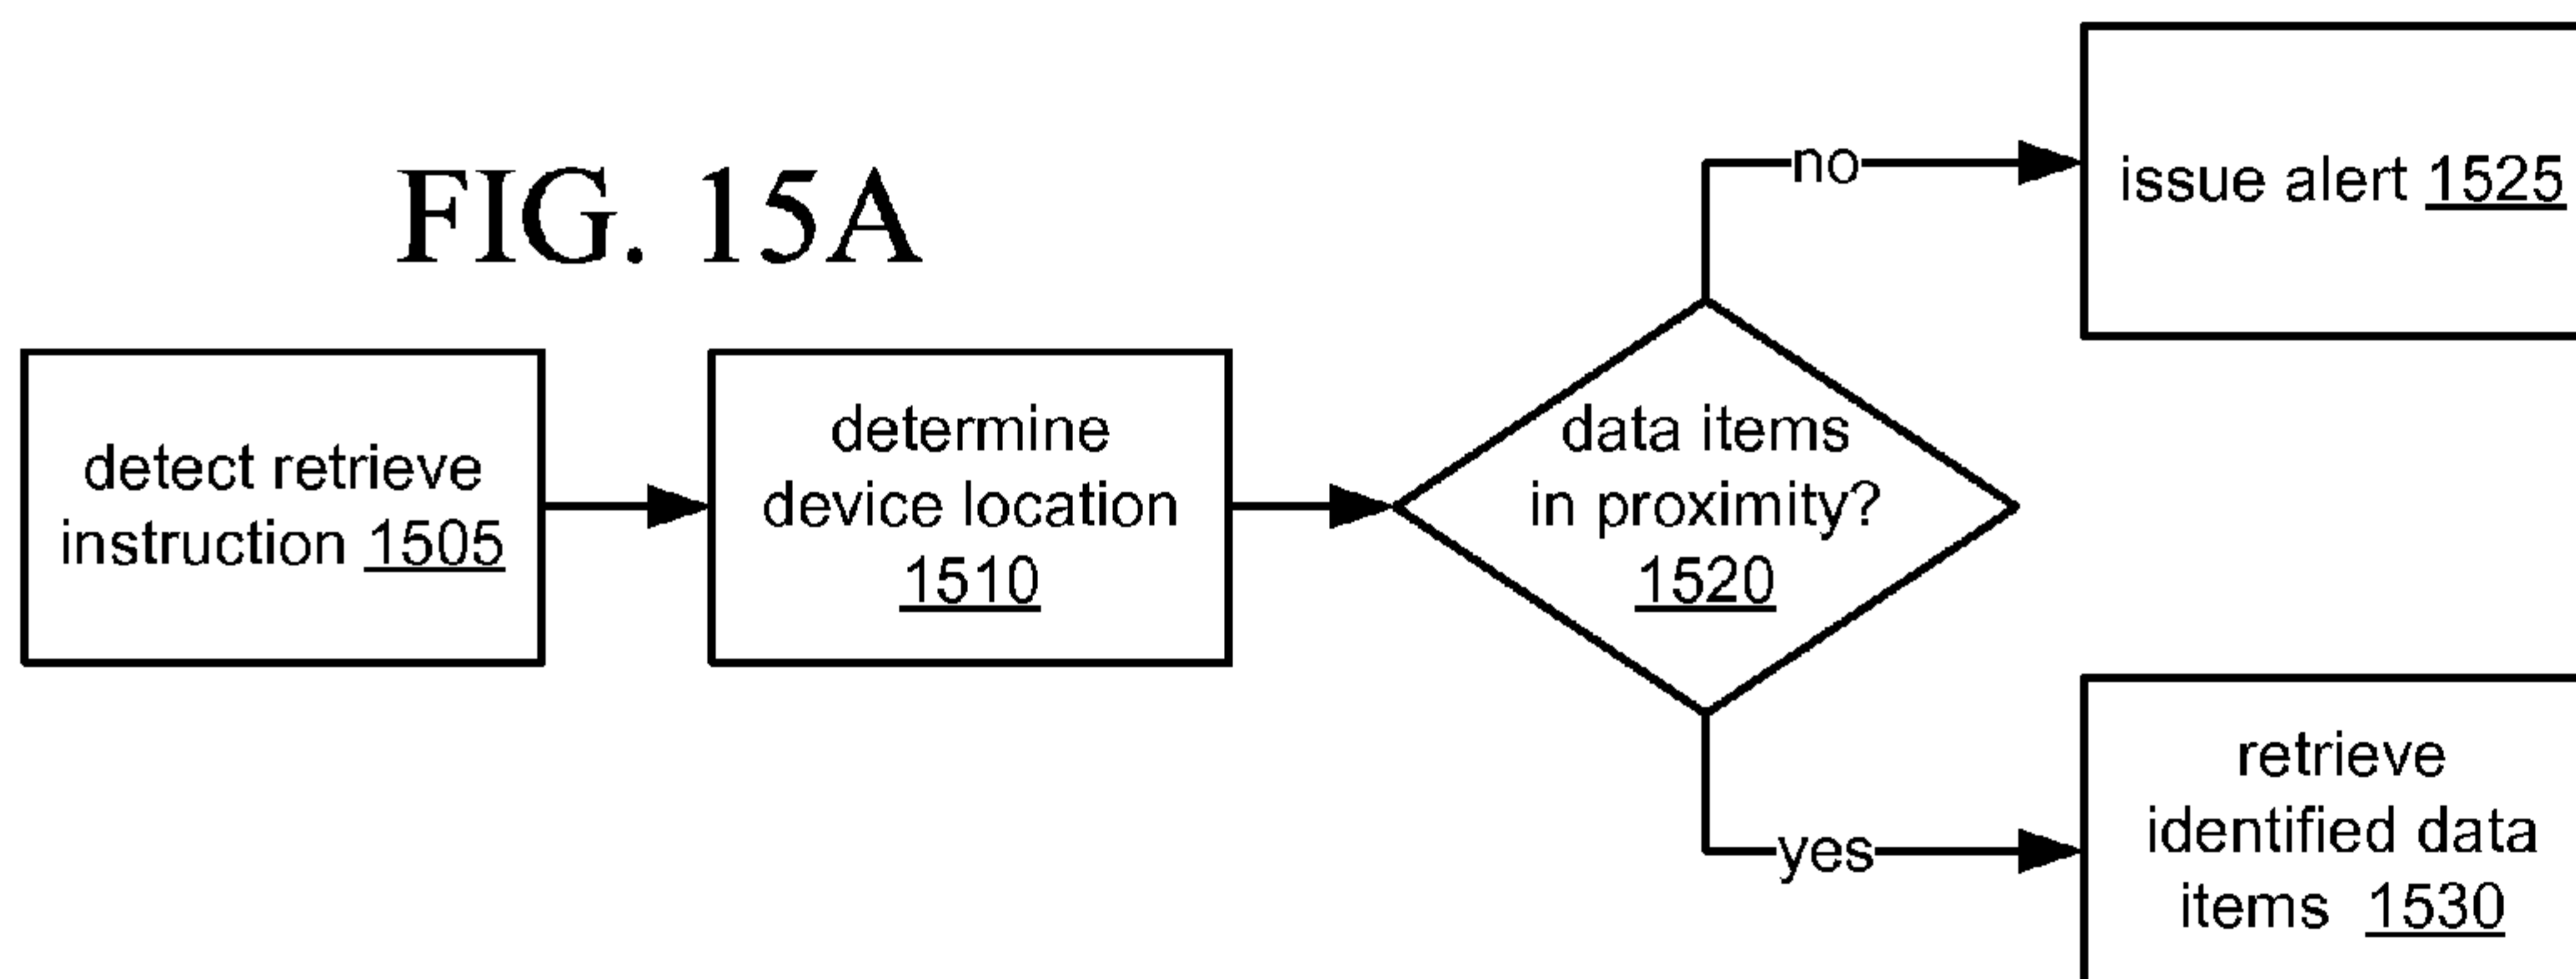 FIG. 15A
detect retrieve
instruction 1505
determine
device location
1510
data items
in proximity?
1520
no
issue alert 1525
yes
retrieve
identified data
items 1530